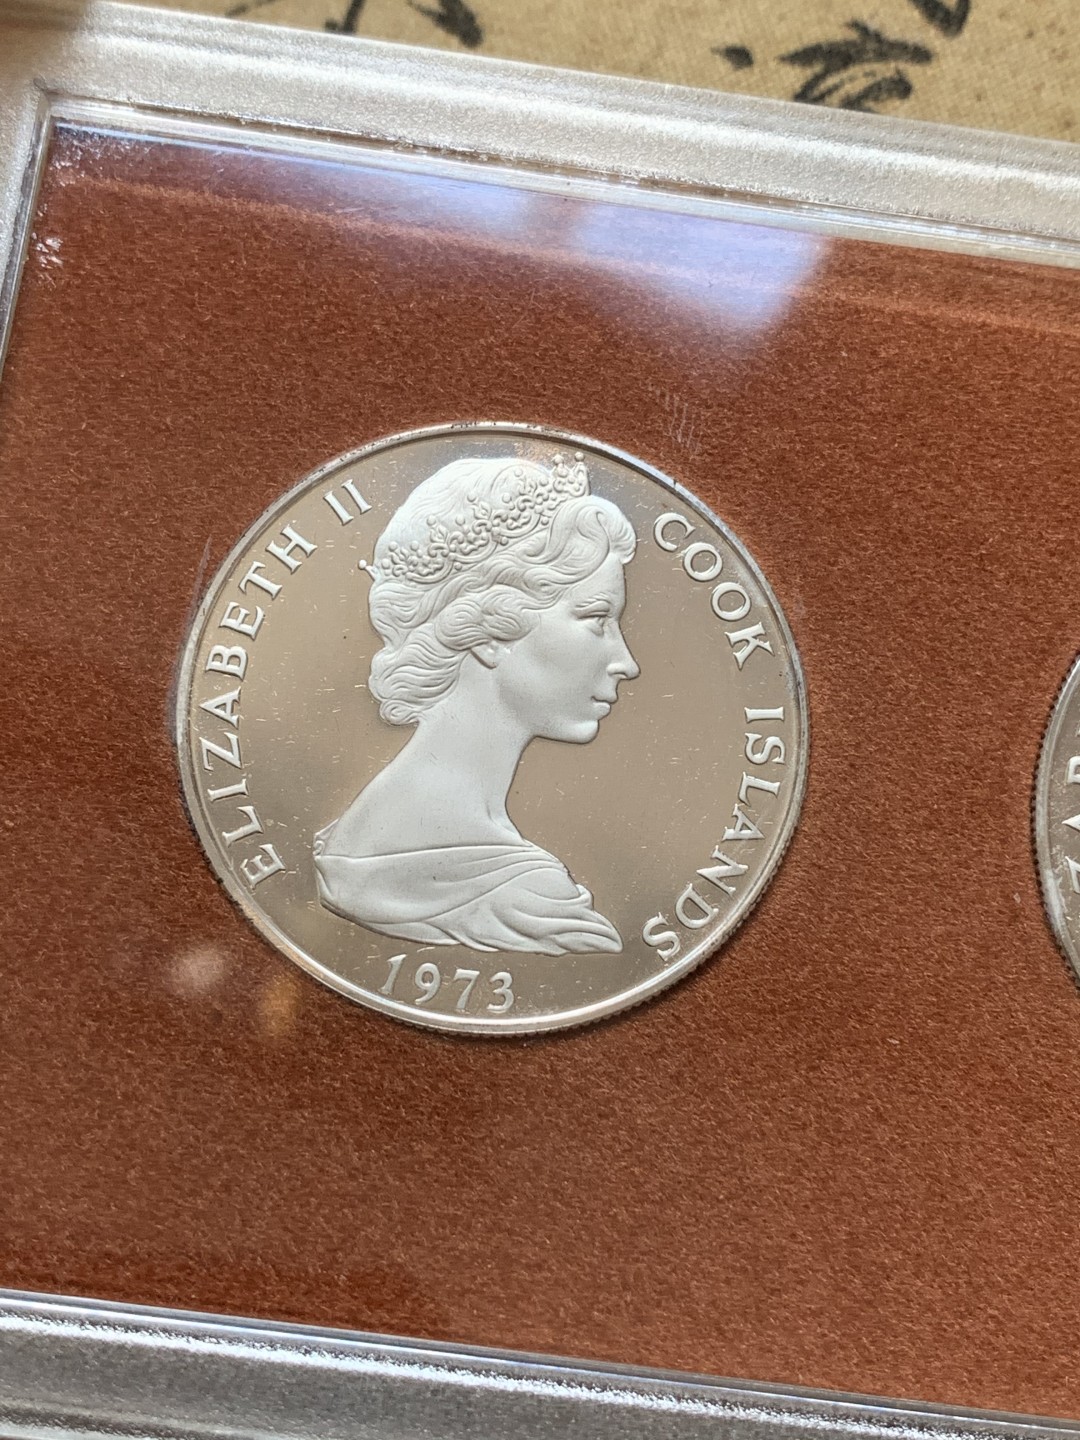 ELIZABETH II
COOK ISLANDS
1973